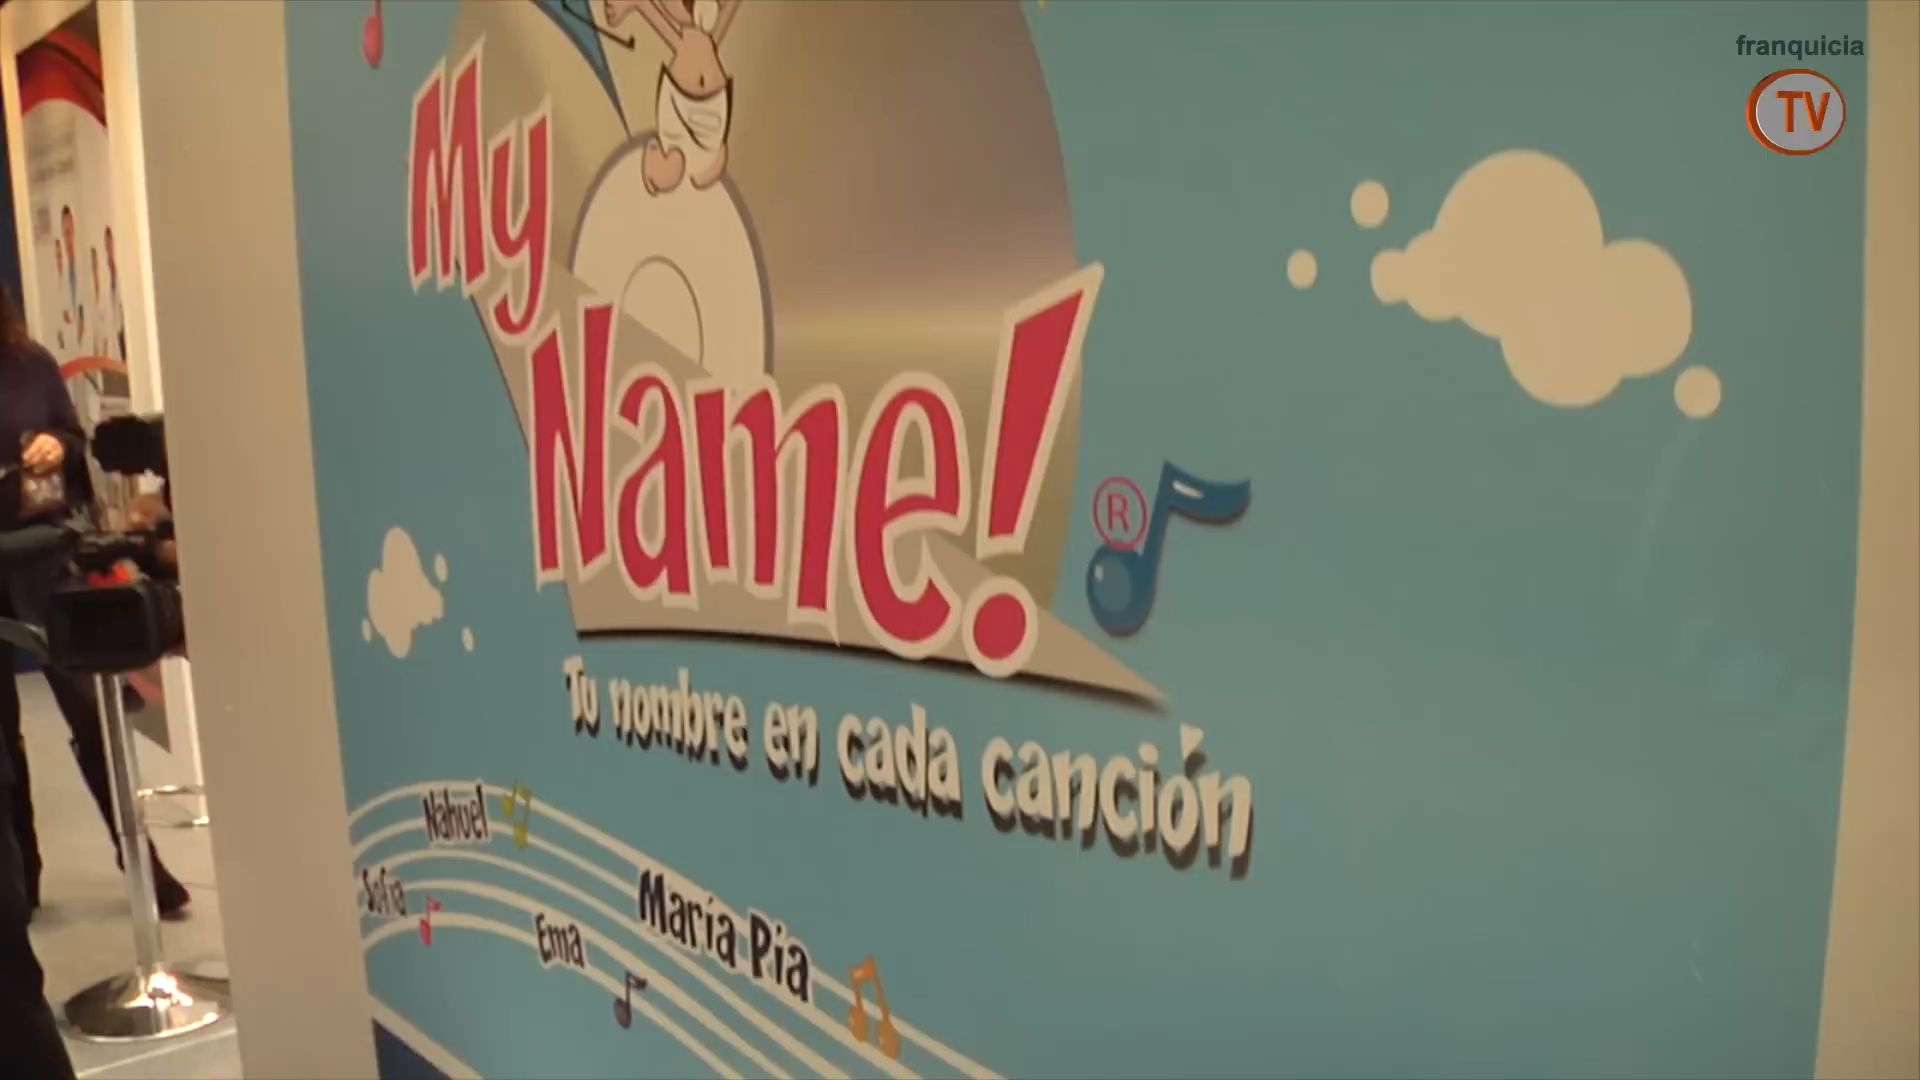 franquicia
TV
My
Name!
®
Tu nombre en cada canción
Nahuel
Sofia
Ema
María Pia